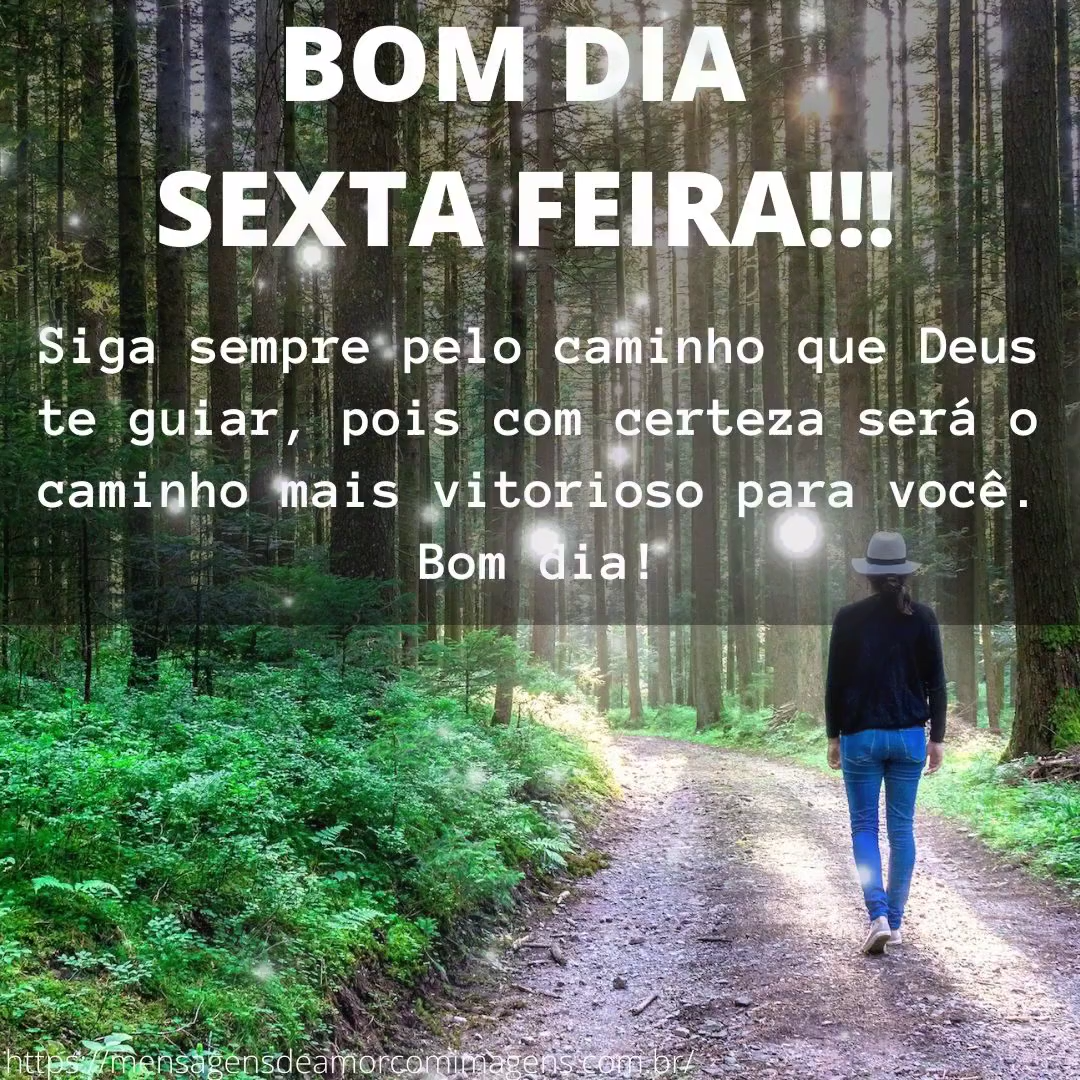 BOM DIA
SEXTA FEIRA!!!
Siga sempre pelo caminho que Deus
te guiar, pois com certeza será o
caminho mais vitorioso para você.
Bom dia!
https://mensagensdeamorcomimagens.com.br/